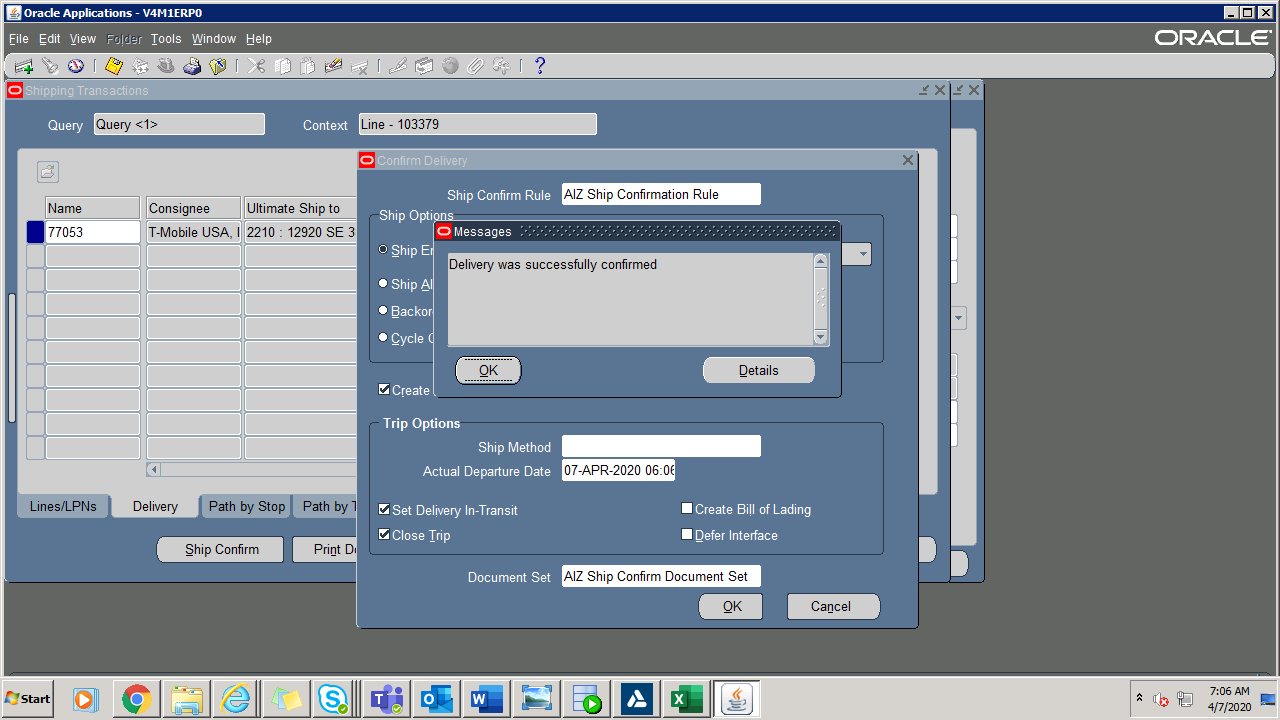 Oracle Applications - V4M1ERP0
File Edit View Folder Tools Window Help
ORACLE
Shipping Transactions
Query Query <1> Context Line - 103379
Confirm Delivery
Ship Confirm Rule AIZ Ship Confirmation Rule
Name Consignee Ultimate Ship to
Ship Options
77053 T-Mobile USA, 2210 : 12920 SE 3
Messages
Ship
Delivery was successfully confirmed
Ship
Cycle
OK Details
Create
Trip Options
Ship Method
Actual Departure Date 07-APR-2020 06:06
Lines/LPNs Delivery Path by Stop Path by
Set Delivery In-Transit Create Bill of Lading
Close Trip Defer Interface
Ship Confirm Print
Document Set AIZ Ship Confirm Document Set
OK Cancel
Start
7:06 AM
4/7/2020